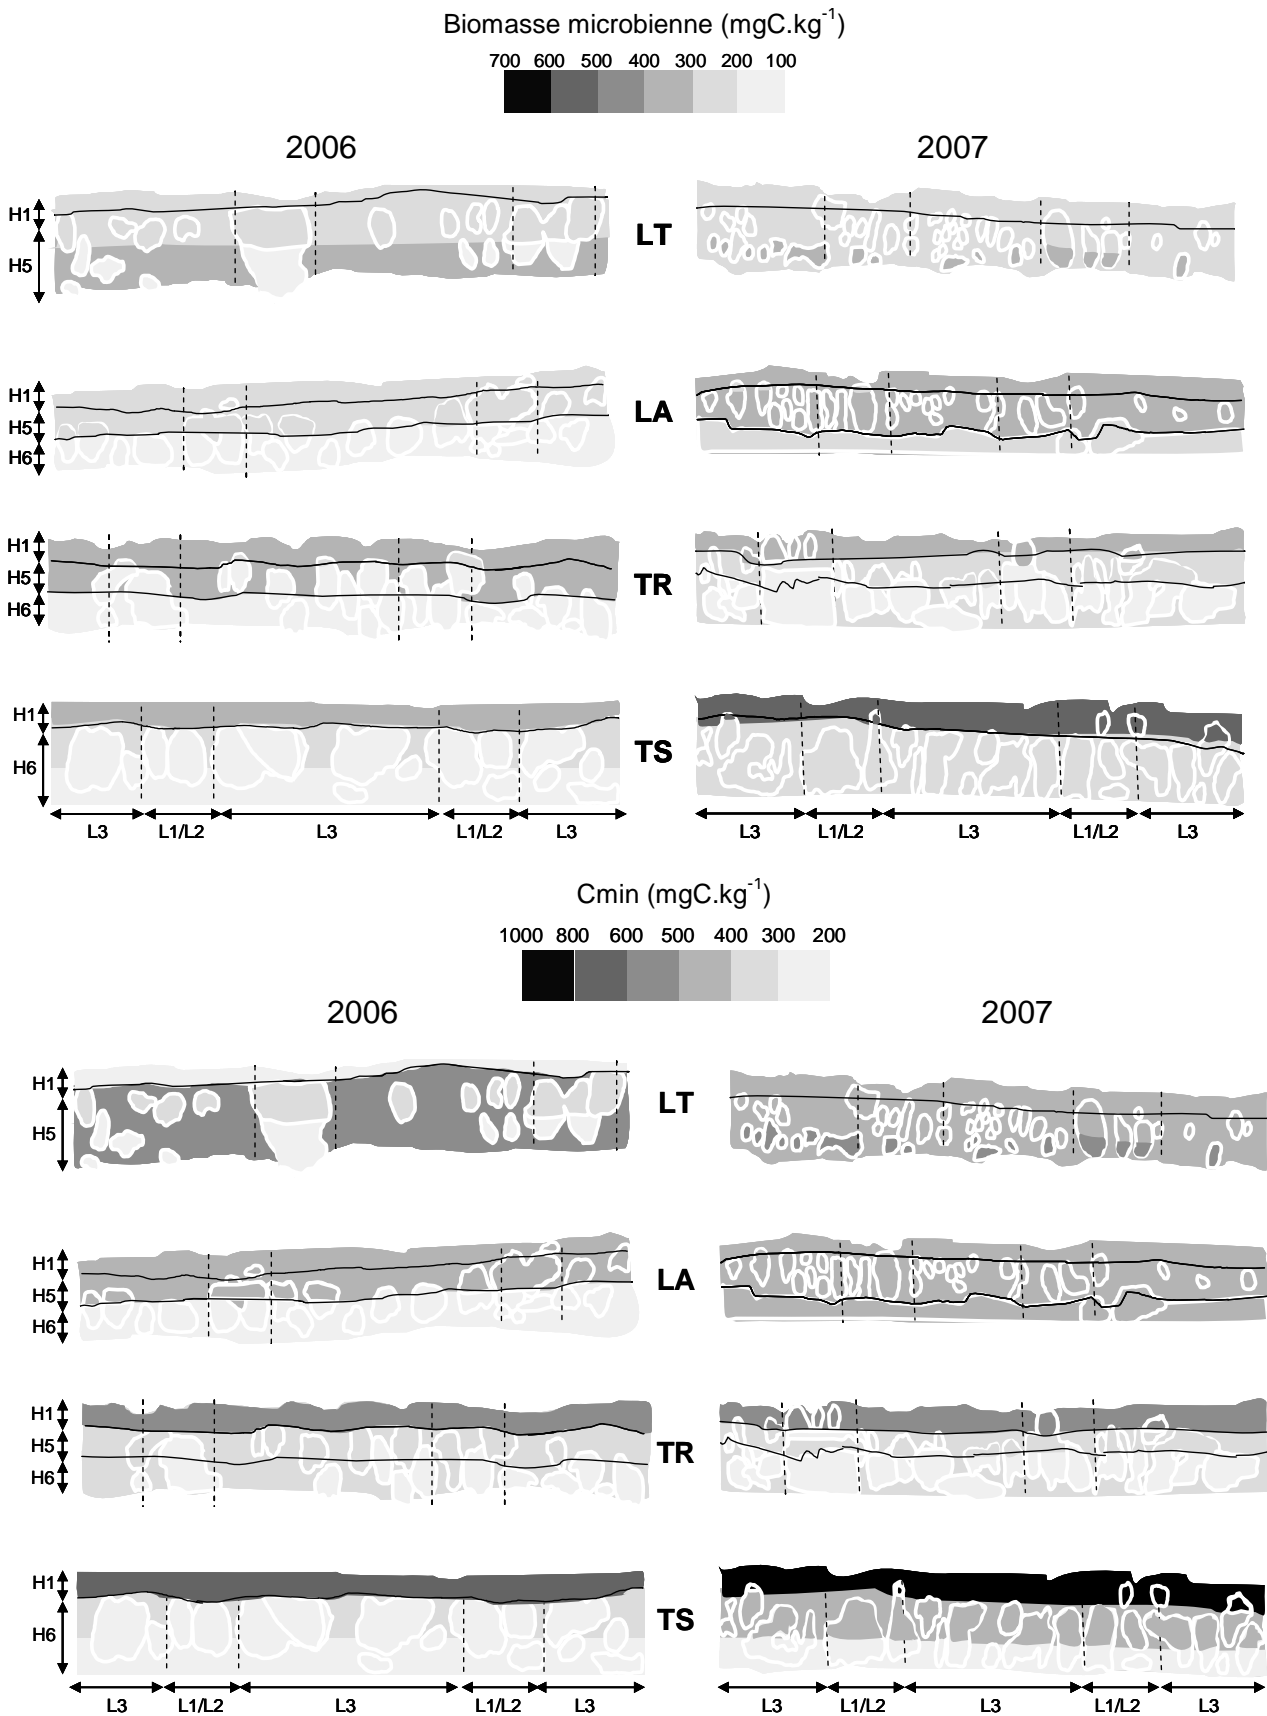 Biomasse microbienne (mgC.kg⁻¹)
700 600 500 400 300 200 100
2006 2007
H1
H5
LT
H1
H5
H6
LA
H1
H5
H6
TR
H1
H6
TS
L3 L1/L2 L3 L1/L2 L3 L3 L1/L2 L3 L1/L2 L3
Cmin (mgC.kg⁻¹)
1000 800 600 500 400 300 200
2006 2007
H1
H5
LT
H1
H5
H6
LA
H1
H5
H6
TR
H1
H6
TS
L3 L1/L2 L3 L1/L2 L3 L3 L1/L2 L3 L1/L2 L3